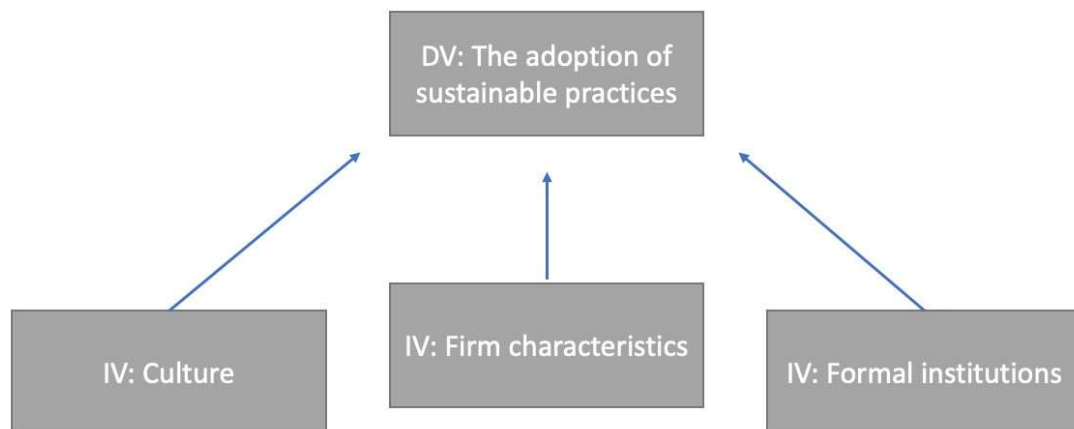 DV: The adoption of
sustainable practices
IV: Culture
IV: Firm characteristics
IV: Formal institutions